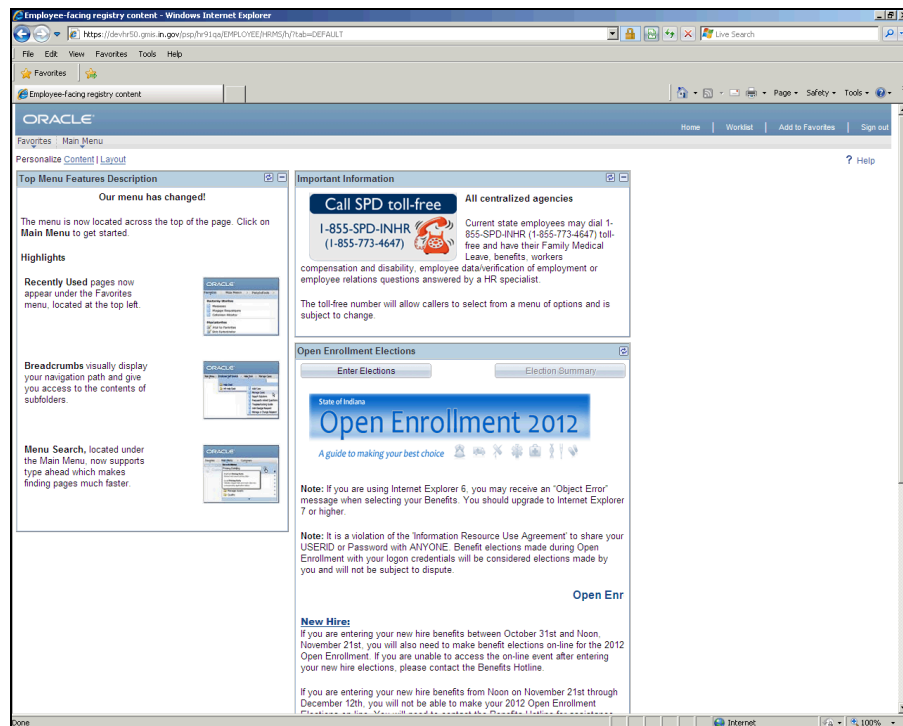 Employee-facing registry content - Windows Internet Explorer
https://devhr50.gmis.in.gov/psp/hr91qa/EMPLOYEE/HRMS/h/?tab=DEFAULT
Live Search
File Edit View Favorites Tools Help
Favorites
Employee-facing registry content
Page Safety Tools
ORACLE
Home | Worklist | Add to Favorites | Sign out
Favorites Main Menu
Personalize Content | Layout
? Help
Top Menu Features Description
Our menu has changed!
The menu is now located across the top of the page. Click on
Main Menu to get started.
Highlights
Recently Used pages now
appear under the Favorites
menu, located at the top left.
ORACLE
Breadcrumbs visually display
your navigation path and give
you access to the contents of
subfolders.
ORACLE
Menu Search, located under
the Main Menu, now supports
type ahead which makes
finding pages much faster.
ORACLE
Important Information
Call SPD toll-free
1-855-SPD-INHR
(1-855-773-4647)
All centralized agencies
Current state employees may dial 1-
855-SPD-INHR (1-855-773-4647) toll-
free and have their Family Medical
Leave, benefits, workers
compensation and disability, employee data/verification of employment or
employee relations questions answered by a HR specialist.
The toll-free number will allow callers to select from a menu of options and is
subject to change.
Open Enrollment Elections
Enter Elections
Election Summary
State of Indiana
Open Enrollment 2012
A guide to making your best choice
Note: If you are using Internet Explorer 6, you may receive an "Object Error"
message when selecting your Benefits. You should upgrade to Internet Explorer
7 or higher.
Note: It is a violation of the 'Information Resource Use Agreement' to share your
USERID or Password with ANYONE. Benefit elections made during Open
Enrollment with your logon credentials will be considered elections made by
you and will not be subject to dispute.
Open Enr
New Hire:
If you are entering your new hire benefits between October 31st and Noon,
November 21st, you will also need to make benefit elections on-line for the 2012
Open Enrollment. If you are unable to access the on-line event after entering
your new hire elections, please contact the Benefits Hotline.
If you are entering your new hire benefits from Noon on November 21st through
December 12th, you will not be able to make your 2012 Open Enrollment
Elections on-line. You will need to contact the Benefits Hotline for assistance
Done
Internet
100%